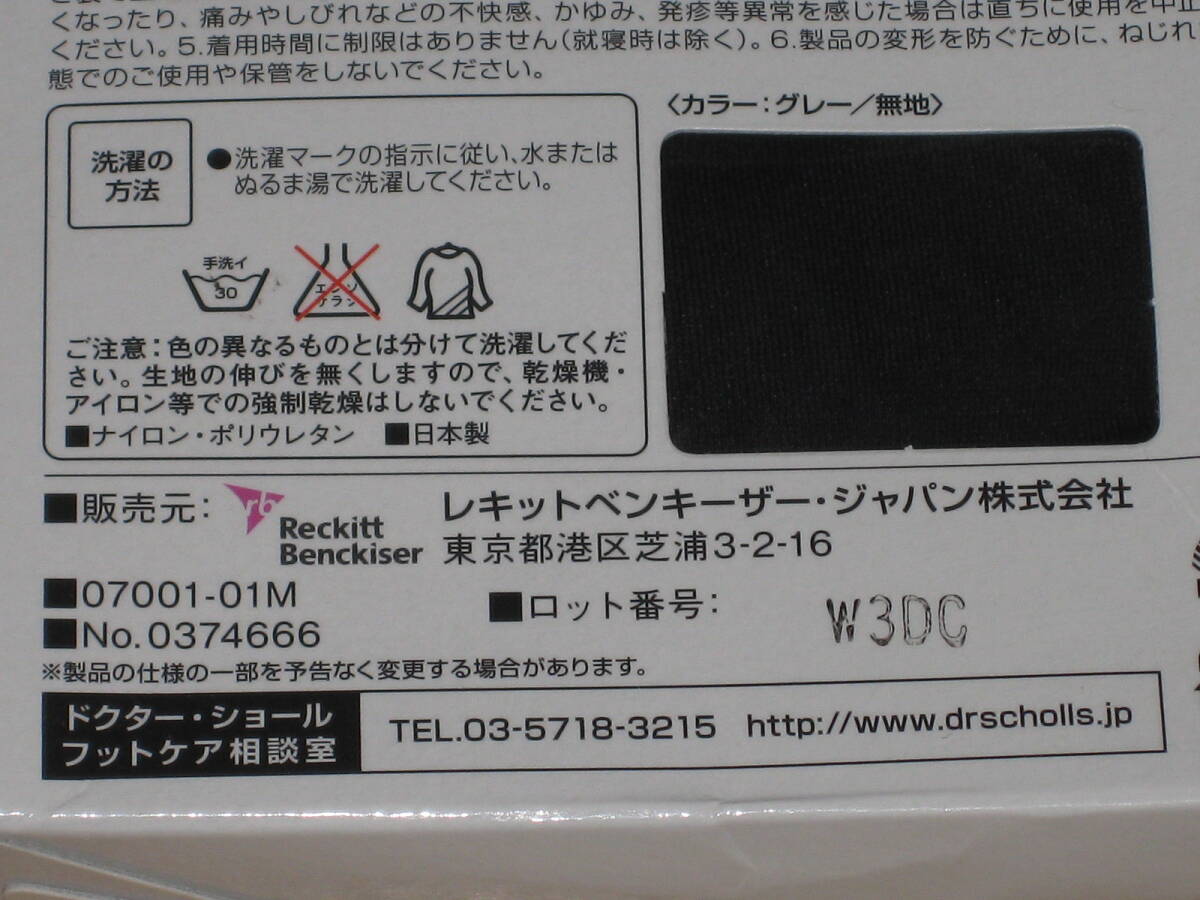 くなったり、痛みやしびれなどの不快感、かゆみ、発疹等異常を感じた場合は直ちに使用を中止
ください。5.着用時間に制限はありません(就寝時は除く)。6.製品の変形を防ぐために、ねじれ
態でのご使用や保管をしないでください。
〈カラー:グレー/無地〉
洗濯の
方法
●洗濯マークの指示に従い、水または
ぬるま湯で洗濯してください。
手洗イ
30
エンソ
ナラン
ご注意:色の異なるものとは分けて洗濯してくだ
さい。生地の伸びを無くしますので、乾燥機・
アイロン等での強制乾燥はしないでください。
■ナイロン・ポリウレタン ■日本製
■販売元: rb Reckitt Benckiser
レキットベンキーザー・ジャパン株式会社
東京都港区芝浦3-2-16
■07001-01M
■No.0374666
■ロット番号: W3DC
※製品の仕様の一部を予告なく変更する場合があります。
ドクター・ショール
フットケア相談室
TEL.03-5718-3215 http://www.drscholls.jp